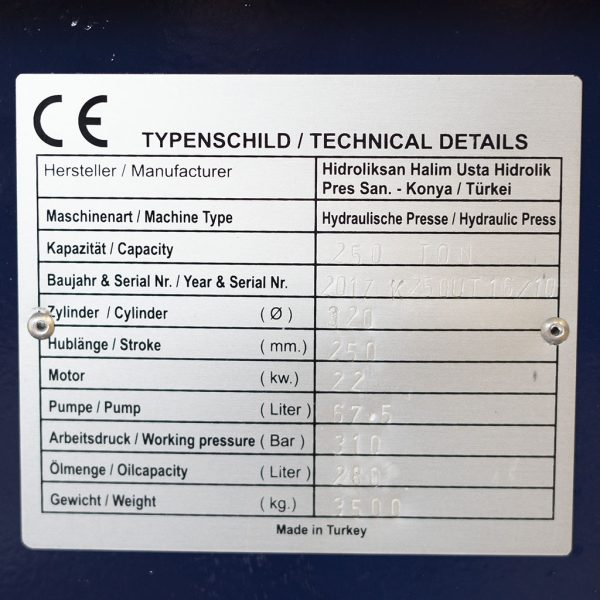 CE
TYPENSCHILD / TECHNICAL DETAILS
Hersteller / Manufacturer Hidroliksan Halim Usta Hidrolik
Pres San. - Konya / Türkei
Maschinenart / Machine Type Hydraulische Presse / Hydraulic Press
Kapazität / Capacity 250 TON
Baujahr & Serial Nr. / Year & Serial Nr. 2017
Zylinder / Cylinder ( Ø ) 320
Hublänge / Stroke ( mm. ) 250
Motor ( kw. ) 22
Pumpe / Pump ( Liter ) 67.5
Arbeitsdruck / Working pressure ( Bar ) 310
Ölmenge / Oilcapacity ( Liter ) 280
Gewicht / Weight ( kg. ) 3500
Made in Turkey